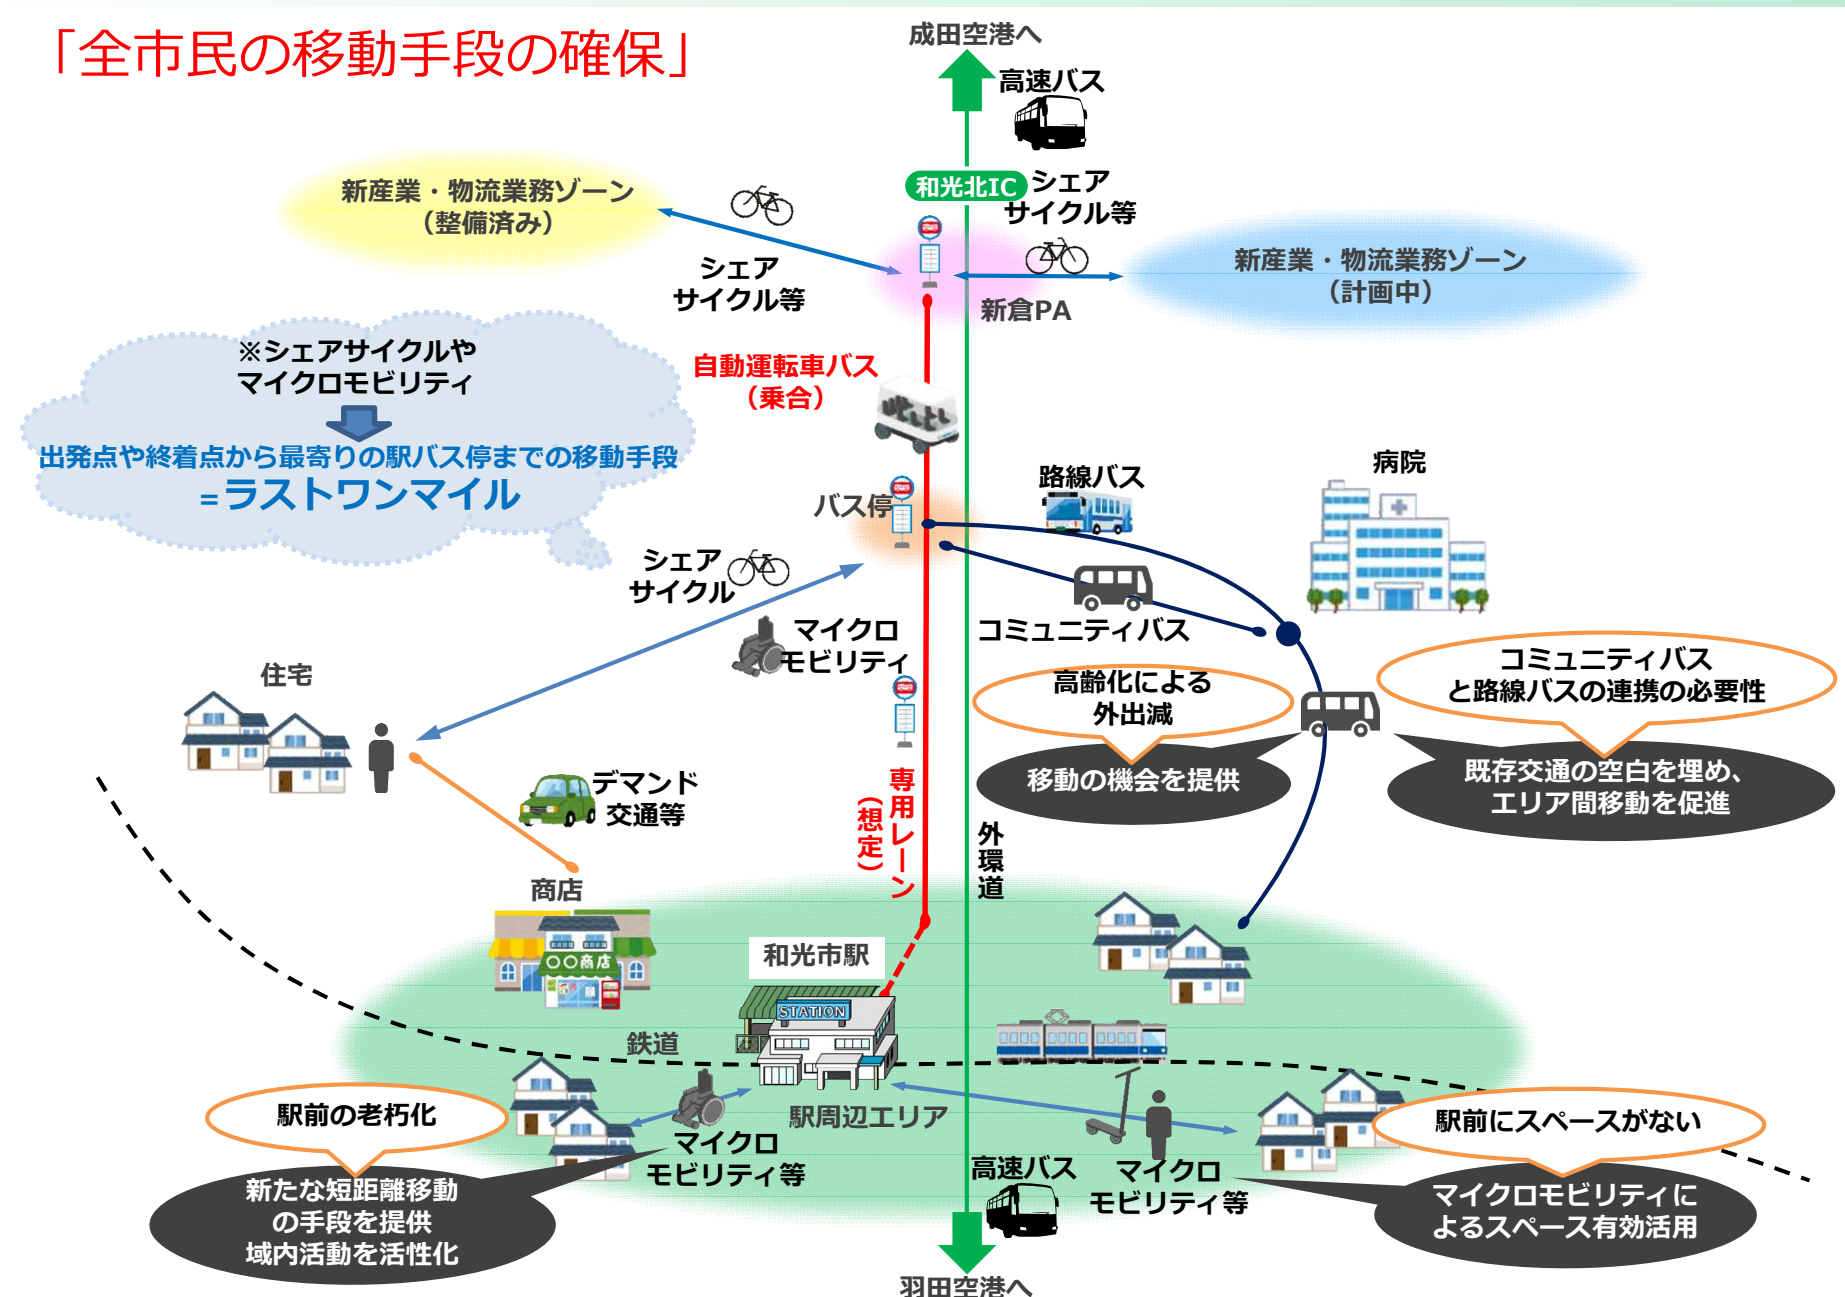 「全市民の移動手段の確保」
成田空港へ
高速バス
和光北IC
シェア
サイクル等
新産業・物流業務ゾーン
（整備済み）
シェア
サイクル等
新産業・物流業務ゾーン
（計画中）
新倉PA
※シェアサイクルや
マイクロモビリティ
出発点や終着点から最寄りの駅バス停までの移動手段
=ラストワンマイル
自動運転車バス
（乗合）
バス停
路線バス
病院
シェア
サイクル
マイクロ
モビリティ
コミュニティバス
住宅
高齢化による
外出減
移動の機会を提供
コミュニティバス
と路線バスの連携の必要性
既存交通の空白を埋め、
エリア間移動を促進
デマンド
交通等
専用レーン
（想定）
外環道
商店
〇〇商店
和光市駅
STATION
鉄道
駅周辺エリア
駅前の老朽化
新たな短距離移動
の手段を提供
域内活動を活性化
マイクロ
モビリティ等
高速バス
マイクロ
モビリティ等
駅前にスペースがない
マイクロモビリティに
よるスペース有効活用
羽田空港へ